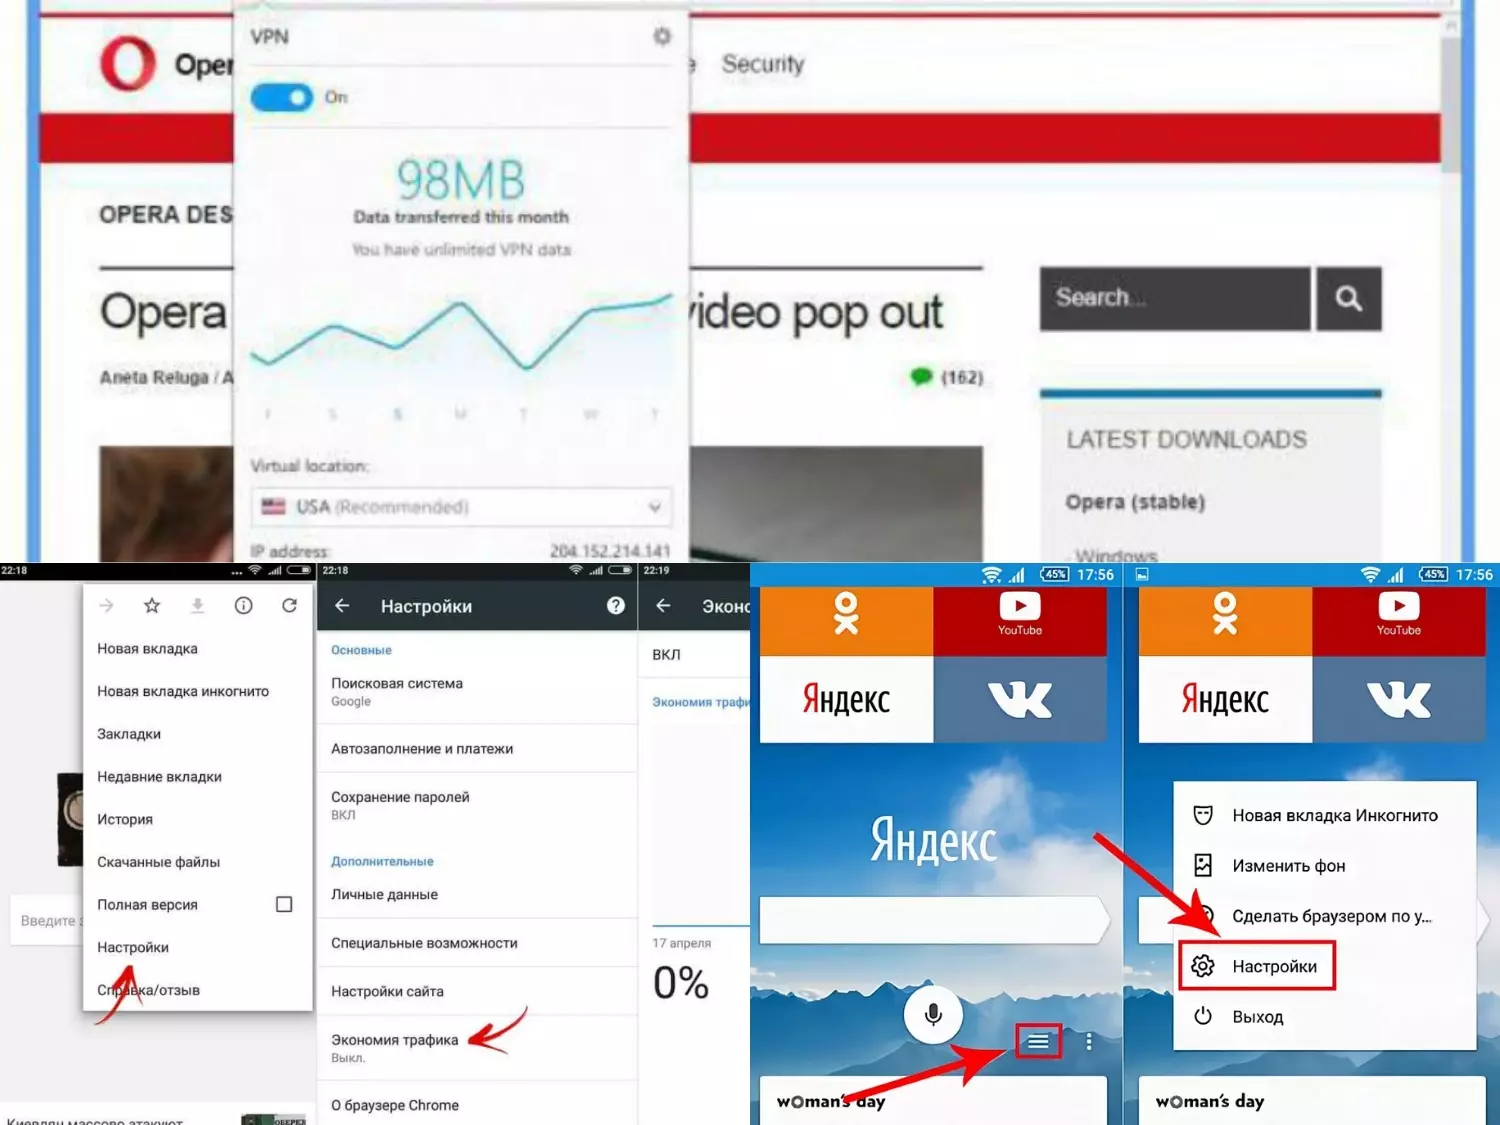 VPN
Oper
Security
On
98MB
Data transferred this month
You have unlimited VPN data
OPERA DES
Opera
video pop out
Search...
Aneta Reluga / A
(162)
F S S M T W T
LATEST DOWNLOADS
Virtual location:
Opera (stable)
USA (Recommended)
Windows
IP address:
204.152.214.141
22:18
Новая вкладка
Новая вкладка инкогнито
Закладки
Недавние вкладки
История
Скачанные файлы
Полная версия
Введите
Настройки
Справка/отзыв
Киевлян массово атакуют
22:18
Настройки
Основные
Поисковая система
Google
Автозаполнение и платежи
Сохранение паролей
ВКЛ
Дополнительные
Личные данные
Специальные возможности
Настройки сайта
Экономия трафика
Выкл.
О браузере Chrome
22:19
Эконо
ВКЛ
Экономия трафи
17 апреля
0%
45% 17:56
YouTube
Яндекс
Яндекс
woman's day
45% 17:56
YouTube
Яндекс
Новая вкладка Инкогнито
Изменить фон
Сделать браузером по у...
Настройки
Выход
woman's day